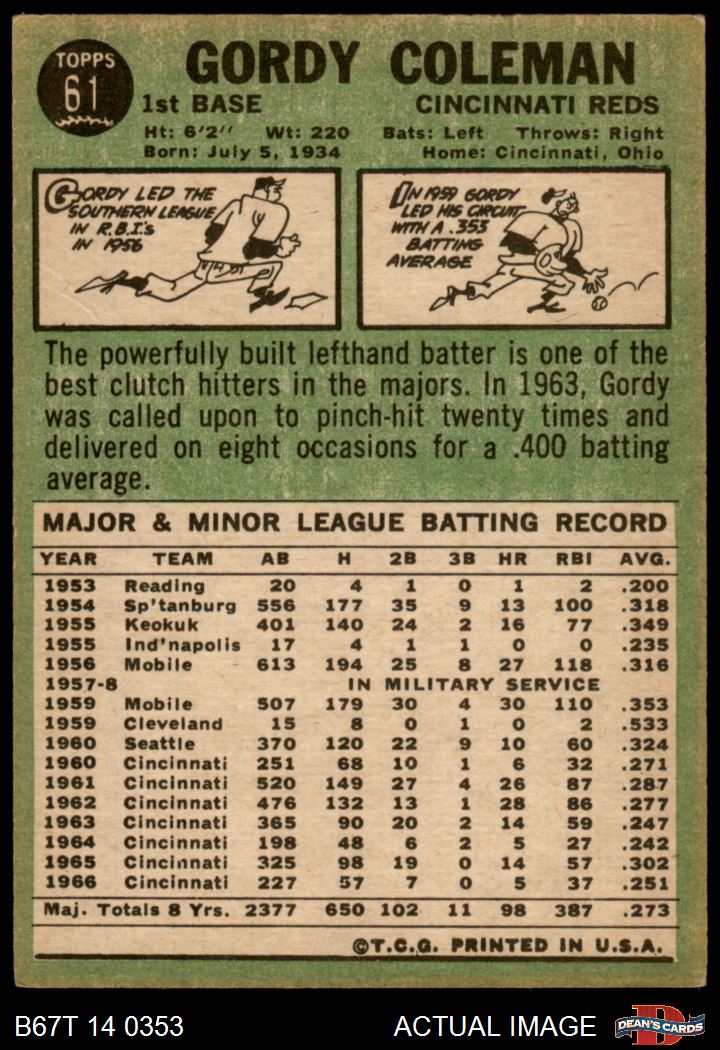 TOPPS
61
GORDY COLEMAN
1st BASE CINCINNATI REDS
Ht: 6'2" Wt: 220 Bats: Left Throws: Right
Born: July 5, 1934 Home: Cincinnati, Ohio
GORDY LED THE
SOUTHERN LEAGUE
IN R.B.I.'s
IN 1956
IN 1959 GORDY
LED HIS CIRCUIT
WITH A .353
BATTING
AVERAGE
The powerfully built lefthand batter is one of the
best clutch hitters in the majors. In 1963, Gordy
was called upon to pinch-hit twenty times and
delivered on eight occasions for a .400 batting
average.
MAJOR & MINOR LEAGUE BATTING RECORD
YEAR TEAM AB H 2B 3B HR RBI AVG.
1953 Reading 20 4 1 0 1 2 .200
1954 Sp'tanburg 556 177 35 9 13 100 .318
1955 Keokuk 401 140 24 2 16 77 .349
1955 Ind'napolis 17 4 1 1 0 0 .235
1956 Mobile 613 194 25 8 27 118 .316
1957-8 IN MILITARY SERVICE
1959 Mobile 507 179 30 4 30 110 .353
1959 Cleveland 15 8 0 1 0 2 .533
1960 Seattle 370 120 22 9 10 60 .324
1960 Cincinnati 251 68 10 1 6 32 .271
1961 Cincinnati 520 149 27 4 26 87 .287
1962 Cincinnati 476 132 13 1 28 86 .277
1963 Cincinnati 365 90 20 2 14 59 .247
1964 Cincinnati 198 48 6 2 5 27 .242
1965 Cincinnati 325 98 19 0 14 57 .302
1966 Cincinnati 227 57 7 0 5 37 .251
Maj. Totals 8 Yrs. 2377 650 102 11 98 387 .273
©T.C.G. PRINTED IN U.S.A.
B67T 14 0353 ACTUAL IMAGE DEAN'S CARDS